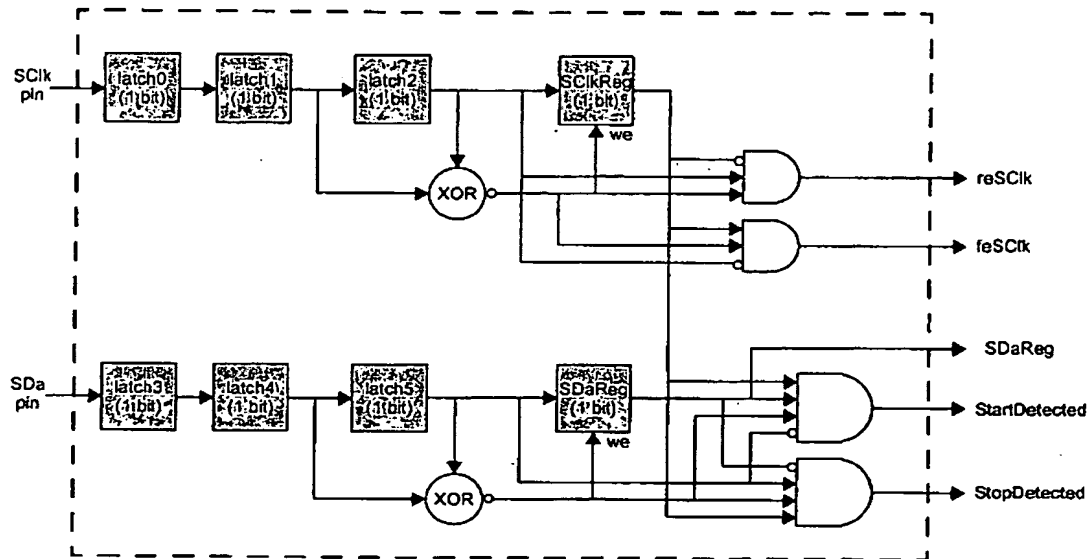 SClk
pin
latch0
(1 bit)
latch1
(1 bit)
latch2
(1 bit)
SClkReg
(1 bit)
we
XOR
reSClk
feSClk
SDa
pin
latch3
(1 bit)
latch4
(1 bit)
latch5
(1 bit)
SDaReg
(1 bit)
we
XOR
SDaReg
StartDetected
StopDetected